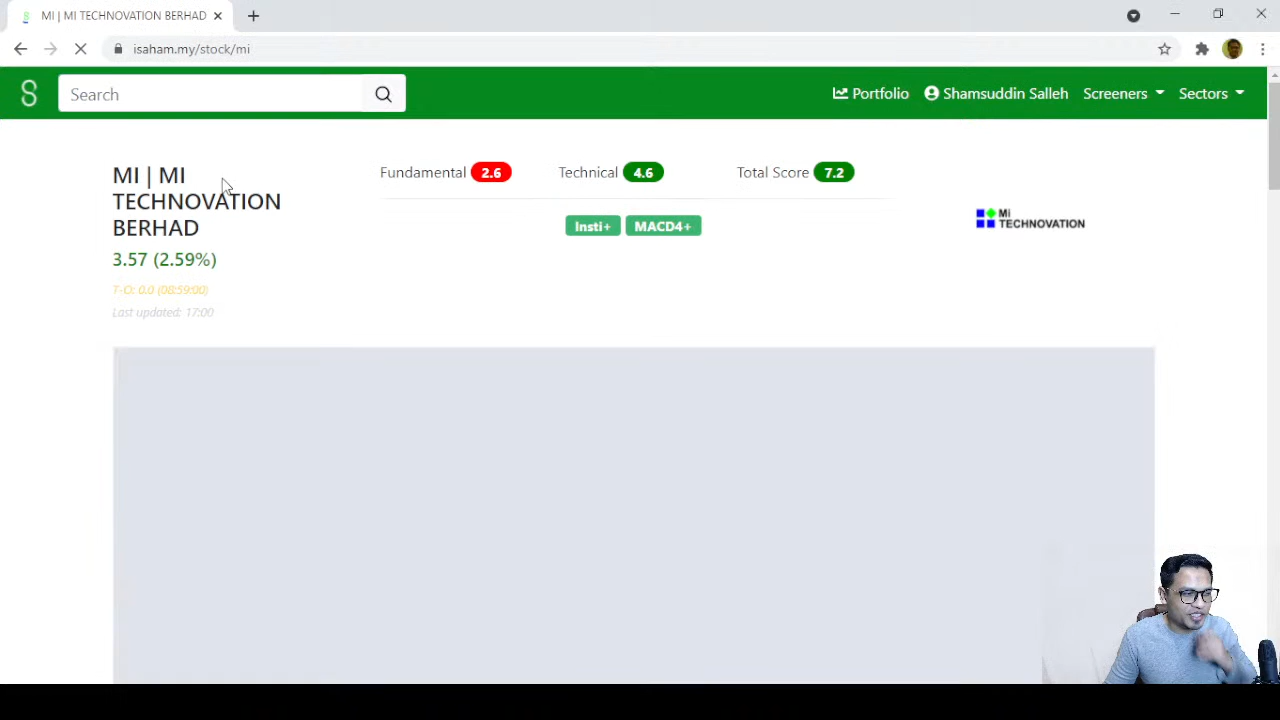 MI | MI TECHNOVATION BERHAD
isaham.my/stock/mi
Search
Portfolio
Shamsuddin Salleh
Screeners
Sectors
MI | MI
TECHNOVATION
BERHAD
3.57 (2.59%)
T-O: 0.0 (08:59:00)
Last updated: 17:00
Fundamental 2.6
Technical 4.6
Total Score 7.2
Insti+
MACD4+
Mi
TECHNOVATION